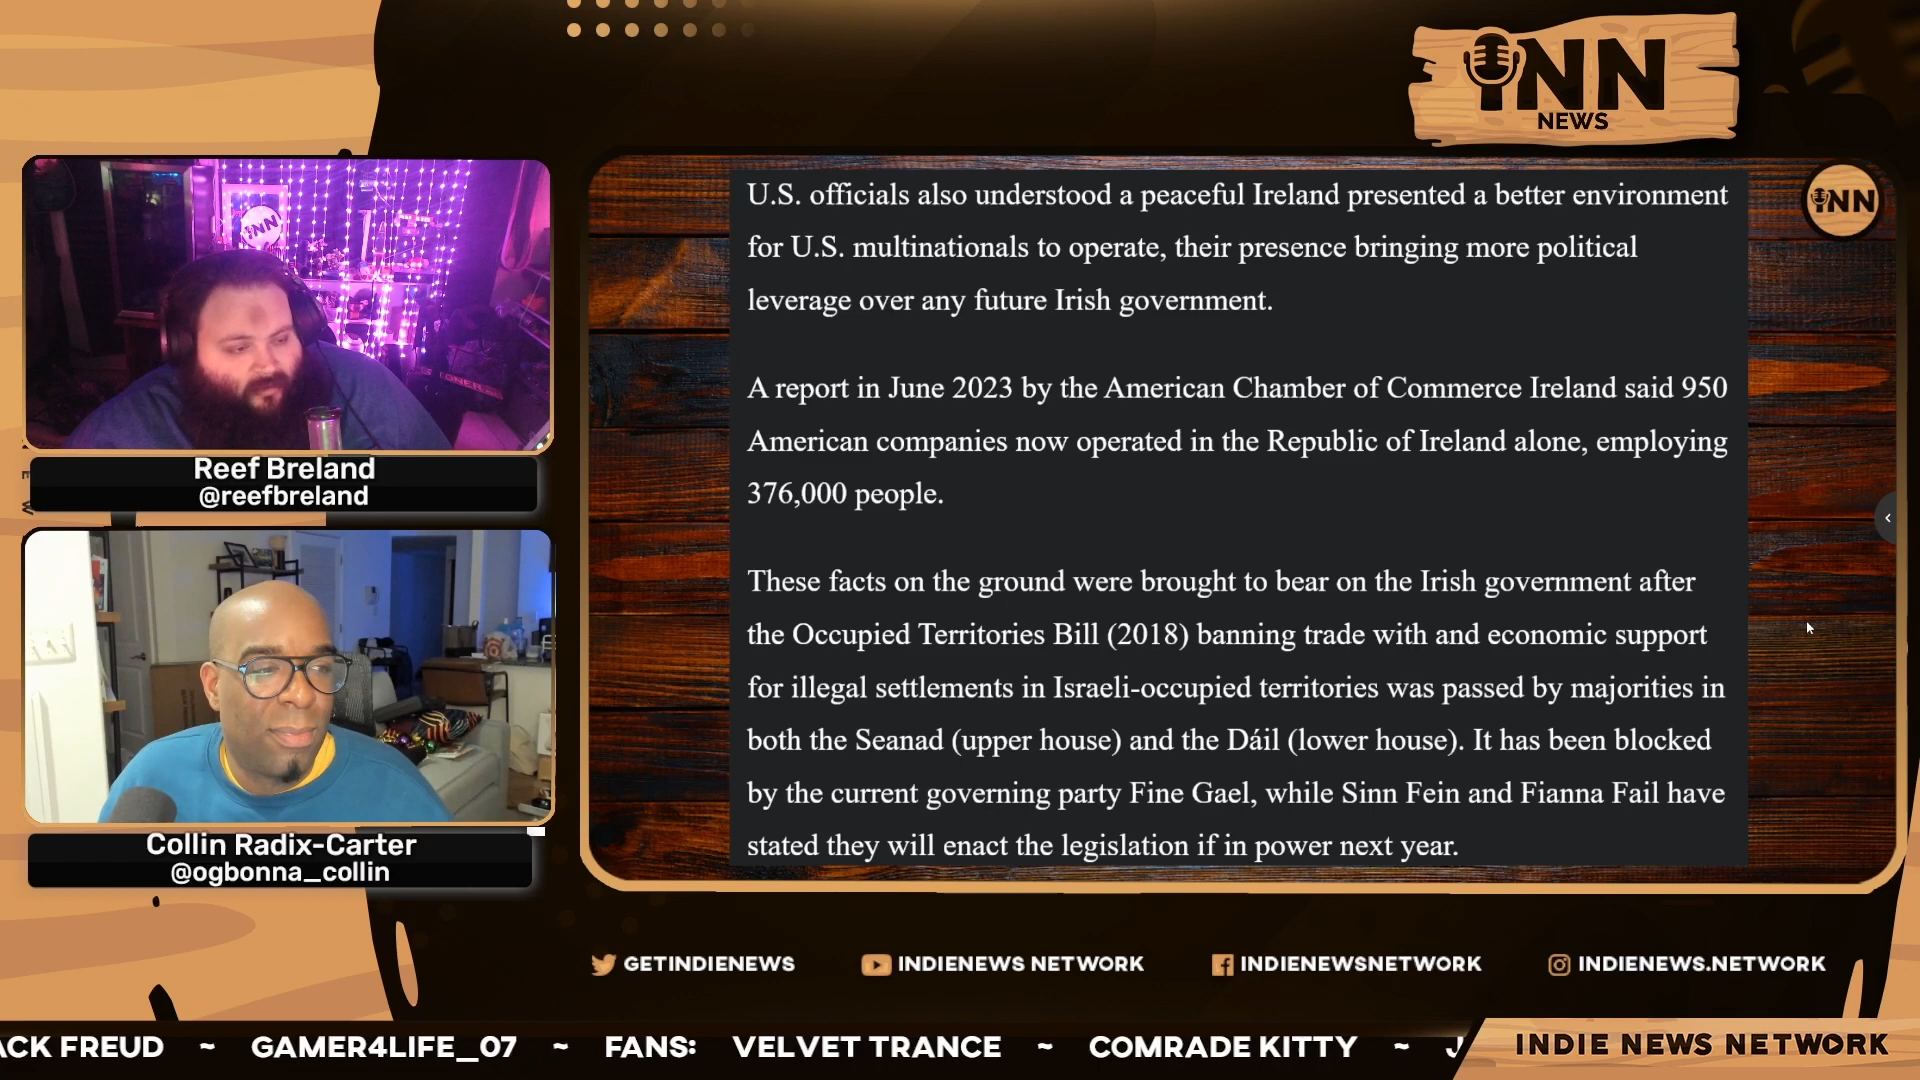 iNN
NEWS
iNN
iNN
Reef Breland
@reefbreland
Collin Radix-Carter
@ogbonna_collin
U.S. officials also understood a peaceful Ireland presented a better environment
for U.S. multinationals to operate, their presence bringing more political
leverage over any future Irish government.
A report in June 2023 by the American Chamber of Commerce Ireland said 950
American companies now operated in the Republic of Ireland alone, employing
376,000 people.
These facts on the ground were brought to bear on the Irish government after
the Occupied Territories Bill (2018) banning trade with and economic support
for illegal settlements in Israeli-occupied territories was passed by majorities in
both the Seanad (upper house) and the Dáil (lower house). It has been blocked
by the current governing party Fine Gael, while Sinn Fein and Fianna Fail have
stated they will enact the legislation if in power next year.
GETINDIENEWS INDIENEWS NETWORK INDIENEWSNETWORK INDIENEWS.NETWORK
ACK FREUD ~ GAMER4LIFE_07 ~ FANS: VELVET TRANCE ~ COMRADE KITTY ~ J
INDIE NEWS NETWORK